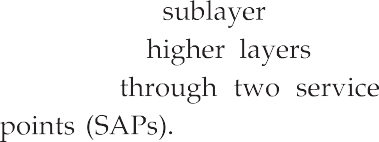 sublayer
higher layers
through two service
points (SAPs).